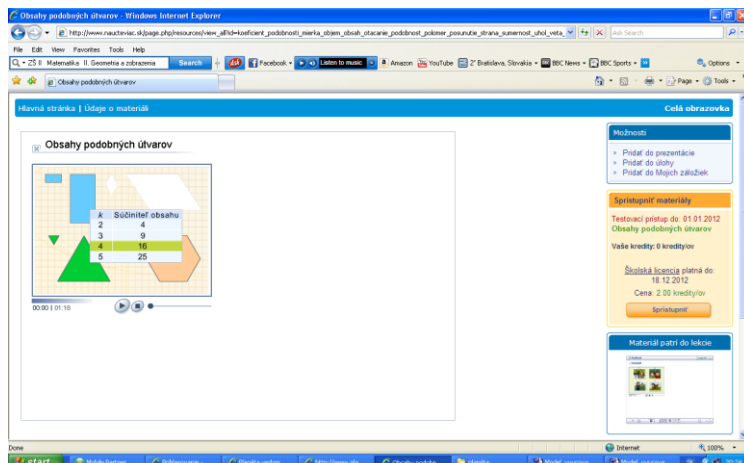 Obsahy podobných útvarov - Windows Internet Explorer
http://www.nauctevia.sk/page.php/resources/view_all?id=koeficient_podobnosti_mierka_objem_obsah_otacanie_podobnost_polomer_posunutie_strana_sumernost_uhol_veta_
Ask Search
File Edit View Favorites Tools Help
ZŠ II Matematika II. Geometria a zobrazenia Search Facebook Listen to music Amazon YouTube 2° Bratislava, Slovakia BBC News BBC Sports Options
Obsahy podobných útvarov Page Tools
Hlavná stránka | Údaje o materiáli Celá obrazovka
Obsahy podobných útvarov
k Súčiniteľ obsahu
2 4
3 9
4 16
5 25
00:00 | 01:10
Možnosti
Pridať do prezentácie
Pridať do úlohy
Pridať do Mojich záložiek
Sprístupniť materiály
Testovací prístup do: 01.01.2012
Obsahy podobných útvarov
Vaše kredity: 0 kreditylov
Školská licencia platná do:
18.12.2012
Cena: 2.00 kredity/ov
Sprístupniť
Materiál patrí do lekcie
Done Internet 100%
start